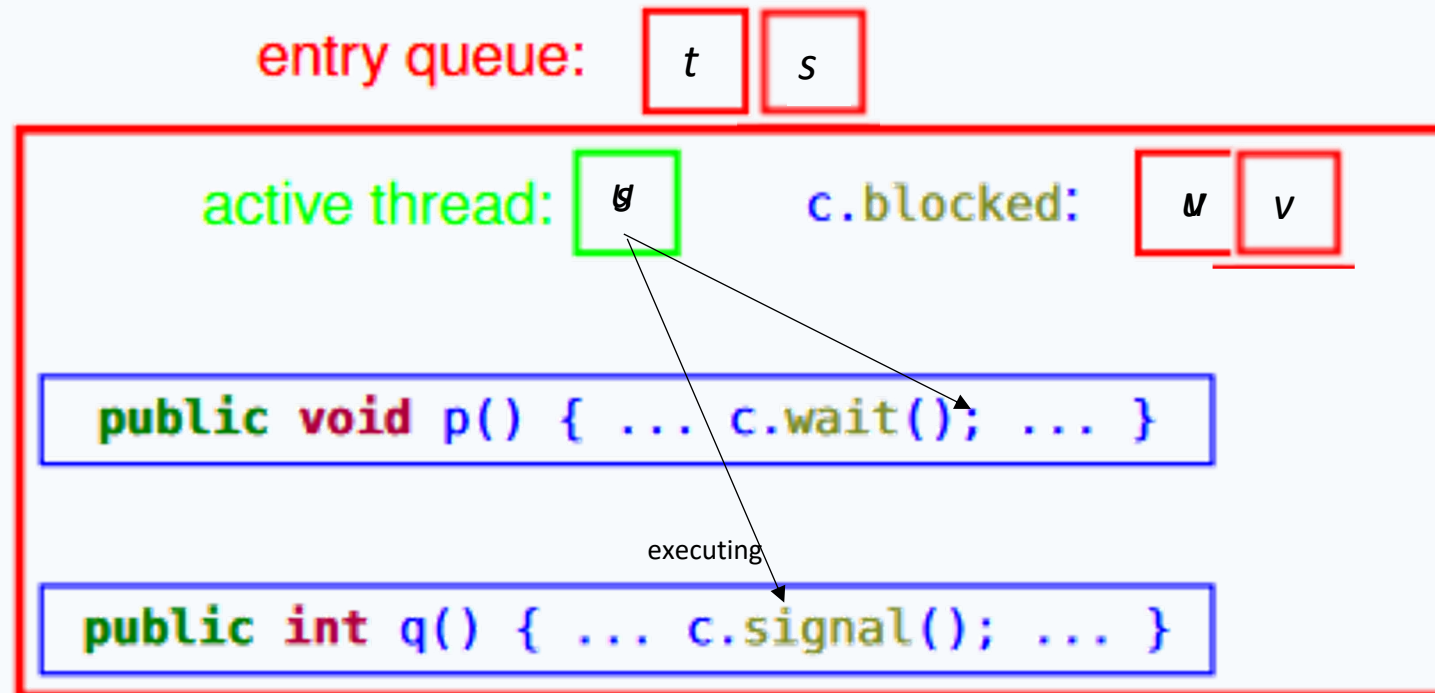 entry queue: t s
active thread: c.blocked: v
public void p() { ... c.wait(); ... }
executing
public int q() { ... c.signal(); ... }